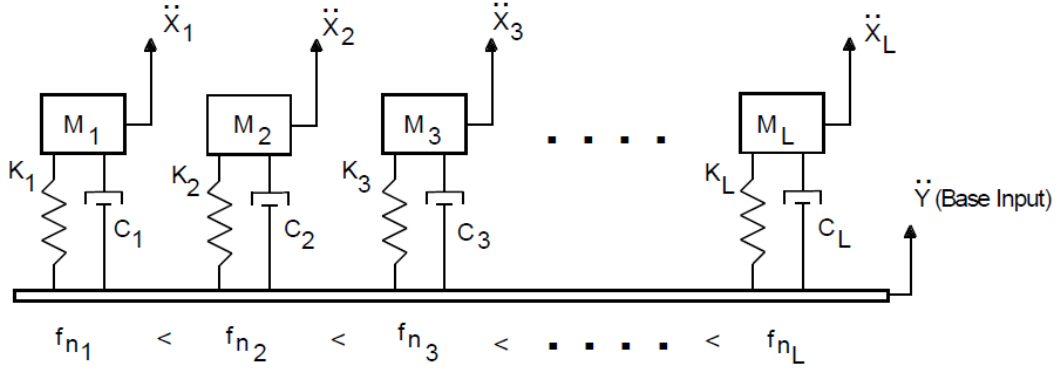 Ẍ1 Ẍ2 Ẍ3 ẌL
M1 M2 M3 . . . . ML
K1 K2 K3 KL
Ÿ (Base Input)
C1 C2 C3 CL
fn1 < fn2 < fn3 < . . . . < fnL